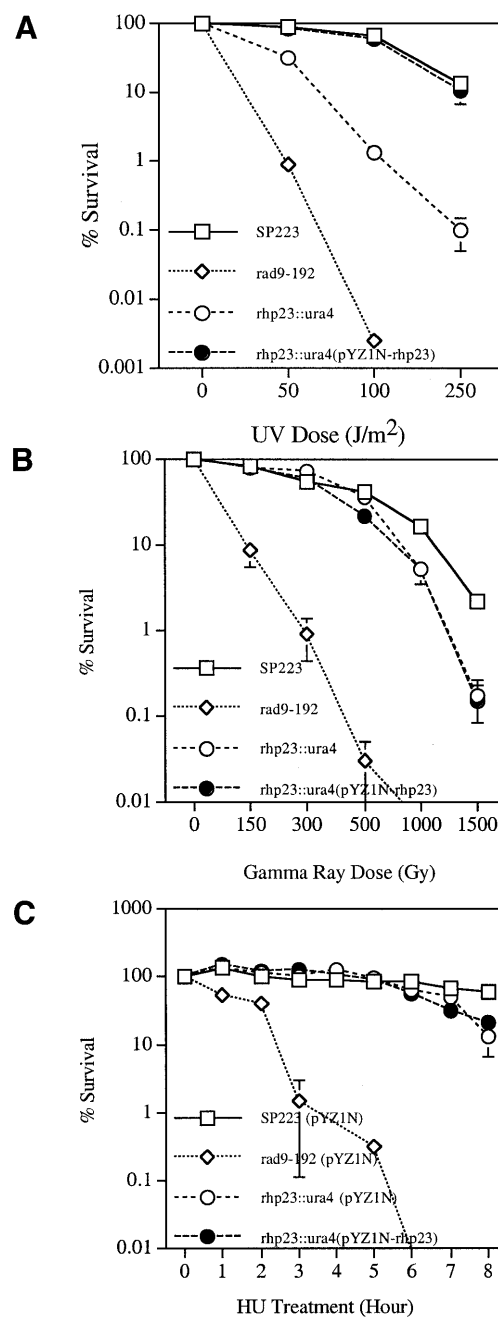 A
100
10
1
0.1
0.01
0.001
% Survival
SP223
rad9-192
rhp23::ura4
rhp23::ura4(pYZ1N-rhp23)
0 50 100 250
UV Dose (J/m²)
B
100
10
1
0.1
0.01
% Survival
SP223
rad9-192
rhp23::ura4
rhp23::ura4(pYZ1N-rhp23)
0 150 300 500 1000 1500
Gamma Ray Dose (Gy)
C
1000
100
10
1
0.1
0.01
% Survival
SP223 (pYZ1N)
rad9-192 (pYZ1N)
rhp23::ura4 (pYZ1N)
rhp23::ura4(pYZ1N-rhp23)
0 1 2 3 4 5 6 7 8
HU Treatment (Hour)